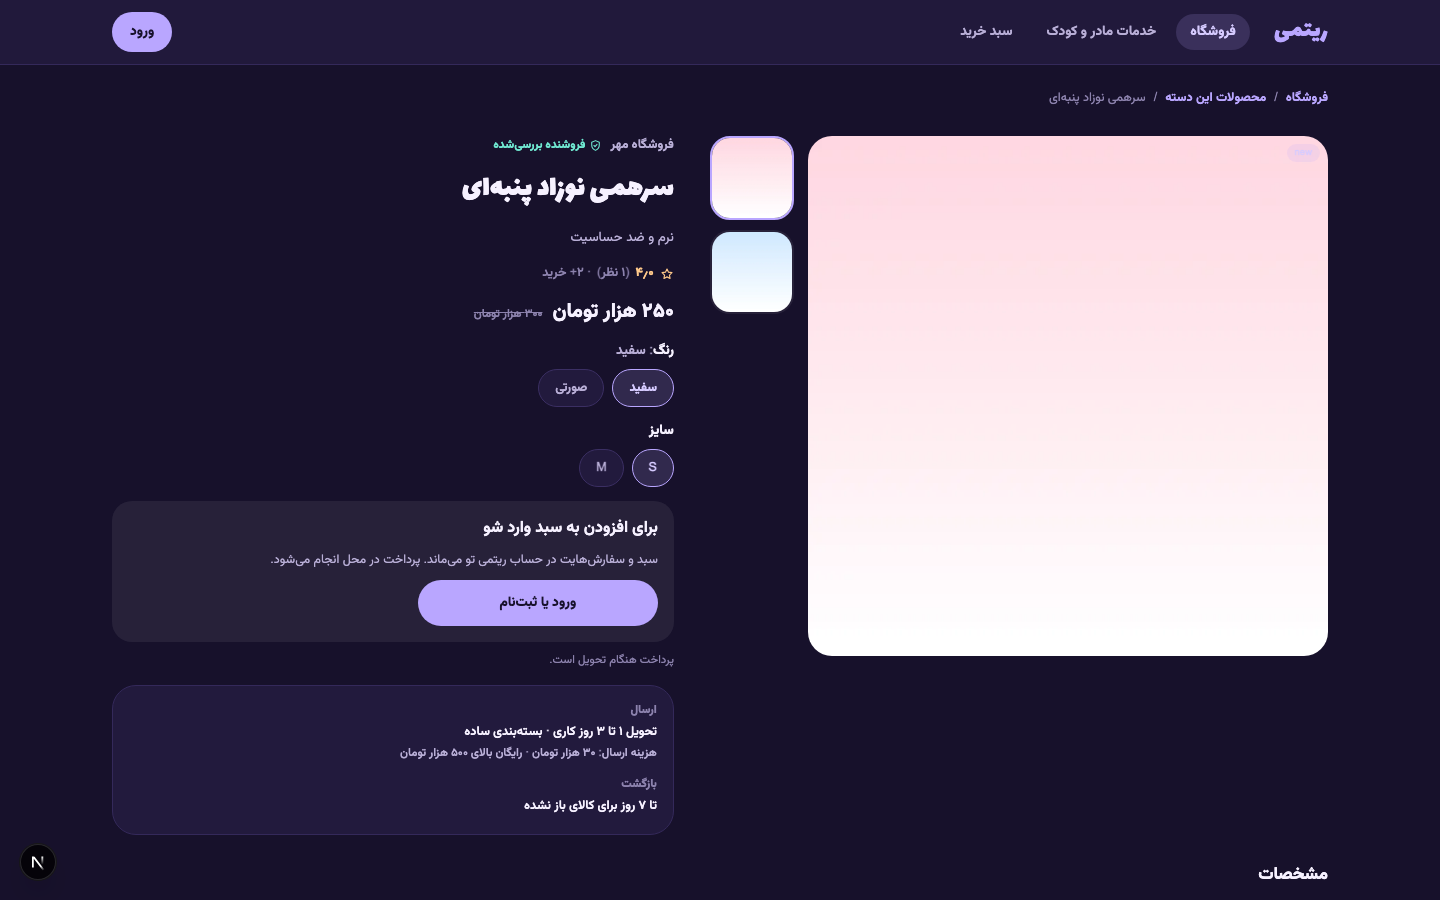 ریتمی
فروشگاه
خدمات مادر و کودک
سبد خرید
ورود
فروشگاه / محصولات این دسته / سرهمی نوزاد پنبه‌ای
فروشگاه مهر
فروشنده بررسی‌شده
سرهمی نوزاد پنبه‌ای
نرم و ضد حساسیت
۴٫۰ (۱ نظر) · ۲+ خرید
۲۵۰ هزار تومان ۳۰۰ هزار تومان
رنگ: سفید
سفید
صورتی
سایز
S
M
برای افزودن به سبد وارد شو
سبد و سفارش‌هایت در حساب ریتمی تو می‌ماند. پرداخت در محل انجام می‌شود.
ورود یا ثبت‌نام
پرداخت هنگام تحویل است.
ارسال
تحویل ۱ تا ۳ روز کاری · بسته‌بندی ساده
هزینه ارسال: ۳۰ هزار تومان · رایگان بالای ۵۰۰ هزار تومان
بازگشت
تا ۷ روز برای کالای باز نشده
مشخصات
N